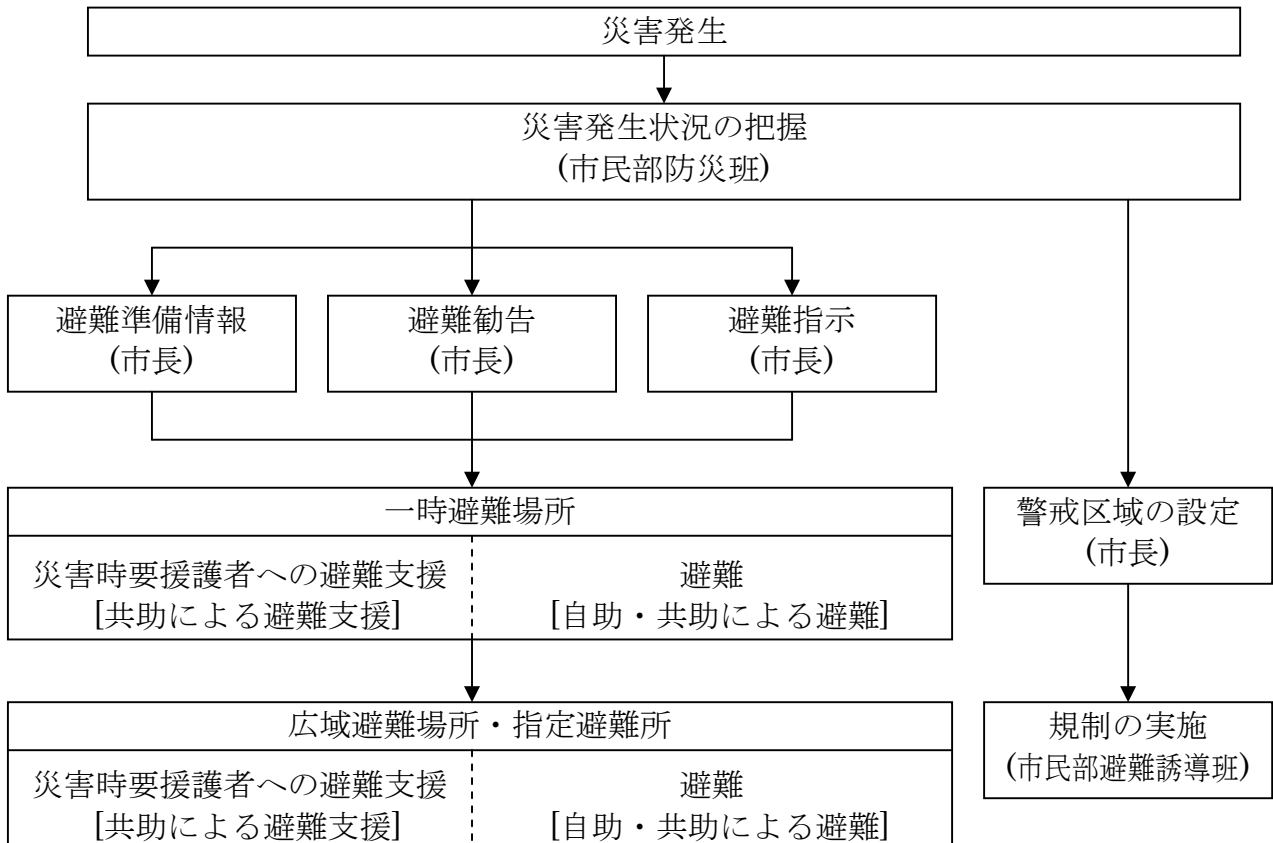 災害発生
災害発生状況の把握
(市民部防災班)
避難準備情報
(市長)
避難勧告
(市長)
避難指示
(市長)
一時避難場所
災害時要援護者への避難支援
[共助による避難支援]
避難
[自助・共助による避難]
警戒区域の設定
(市長)
広域避難場所・指定避難所
災害時要援護者への避難支援
[共助による避難支援]
避難
[自助・共助による避難]
規制の実施
(市民部避難誘導班)